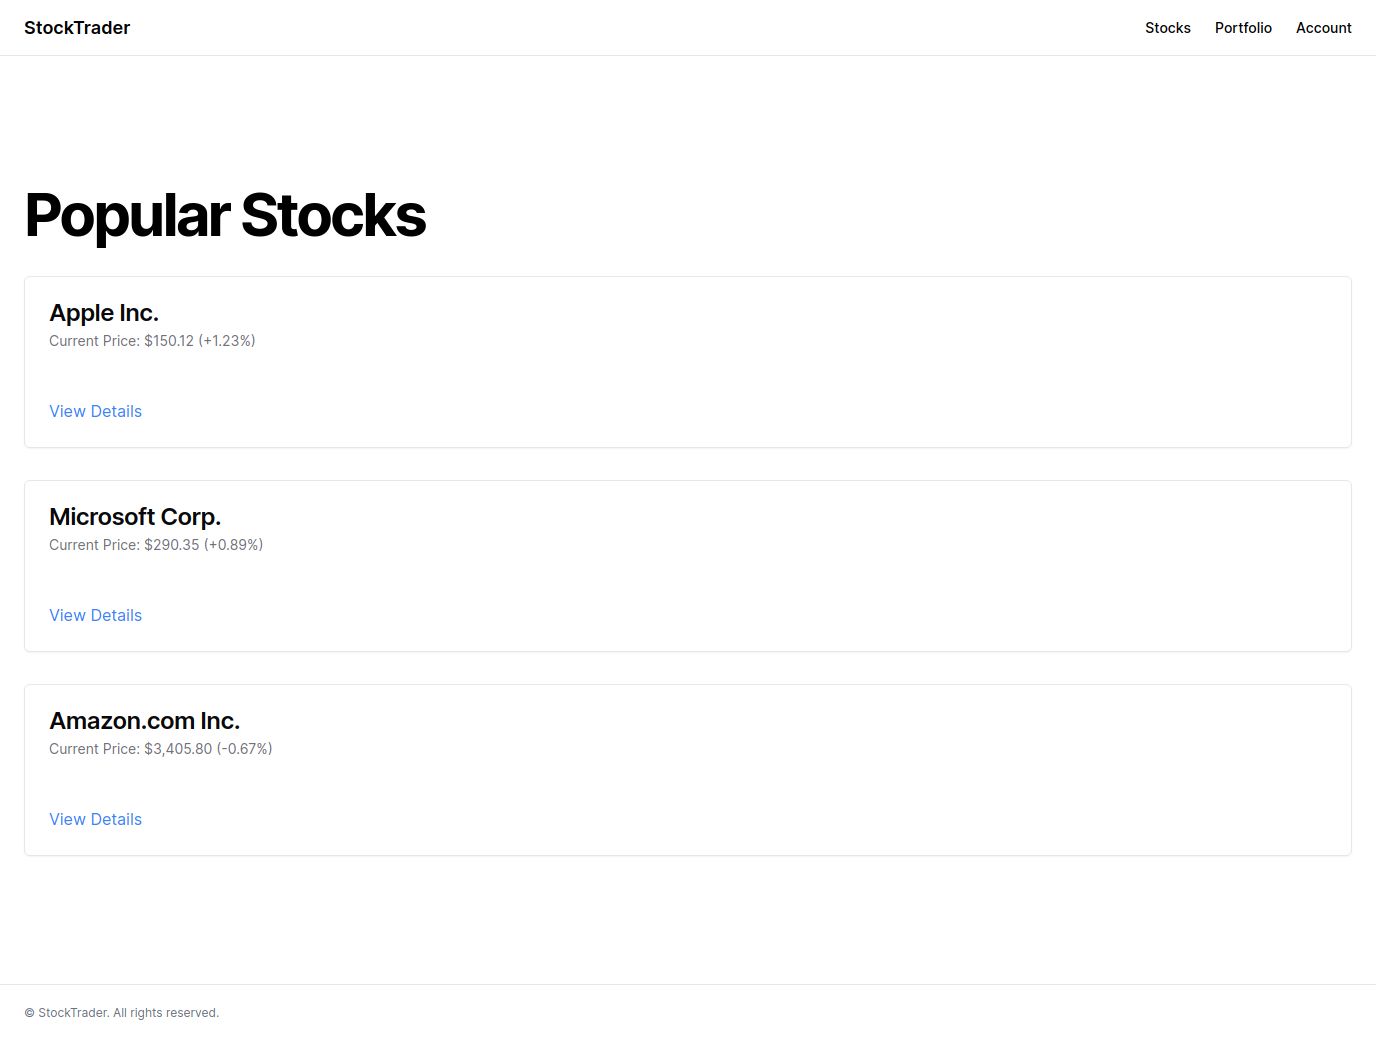 StockTrader
Stocks Portfolio Account
Popular Stocks
Apple Inc.
Current Price: $150.12 (+1.23%)
View Details
Microsoft Corp.
Current Price: $290.35 (+0.89%)
View Details
Amazon.com Inc.
Current Price: $3,405.80 (-0.67%)
View Details
© StockTrader. All rights reserved.